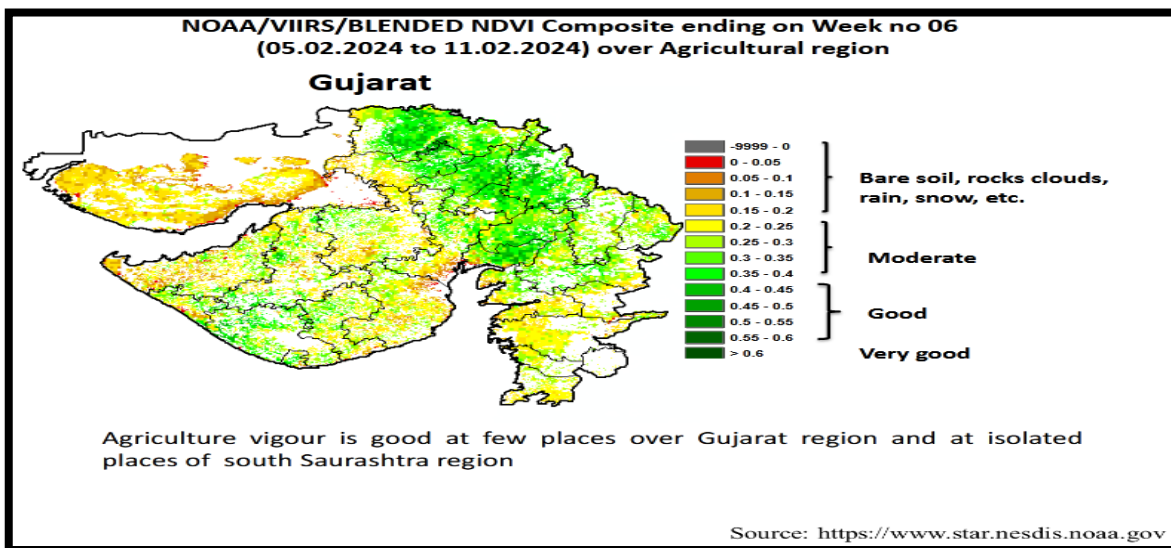 NOAA/VIIRS/BLENDED NDVI Composite ending on Week no 06
(05.02.2024 to 11.02.2024) over Agricultural region
Gujarat
-9999 - 0
0 - 0.05
0.05 - 0.1
0.1 - 0.15
0.15 - 0.2
0.2 - 0.25
0.25 - 0.3
0.3 - 0.35
0.35 - 0.4
0.4 - 0.45
0.45 - 0.5
0.5 - 0.55
0.55 - 0.6
> 0.6
Bare soil, rocks clouds,
rain, snow, etc.
Moderate
Good
Very good
Agriculture vigour is good at few places over Gujarat region and at isolated
places of south Saurashtra region
Source: https://www.star.nesdis.noaa.gov